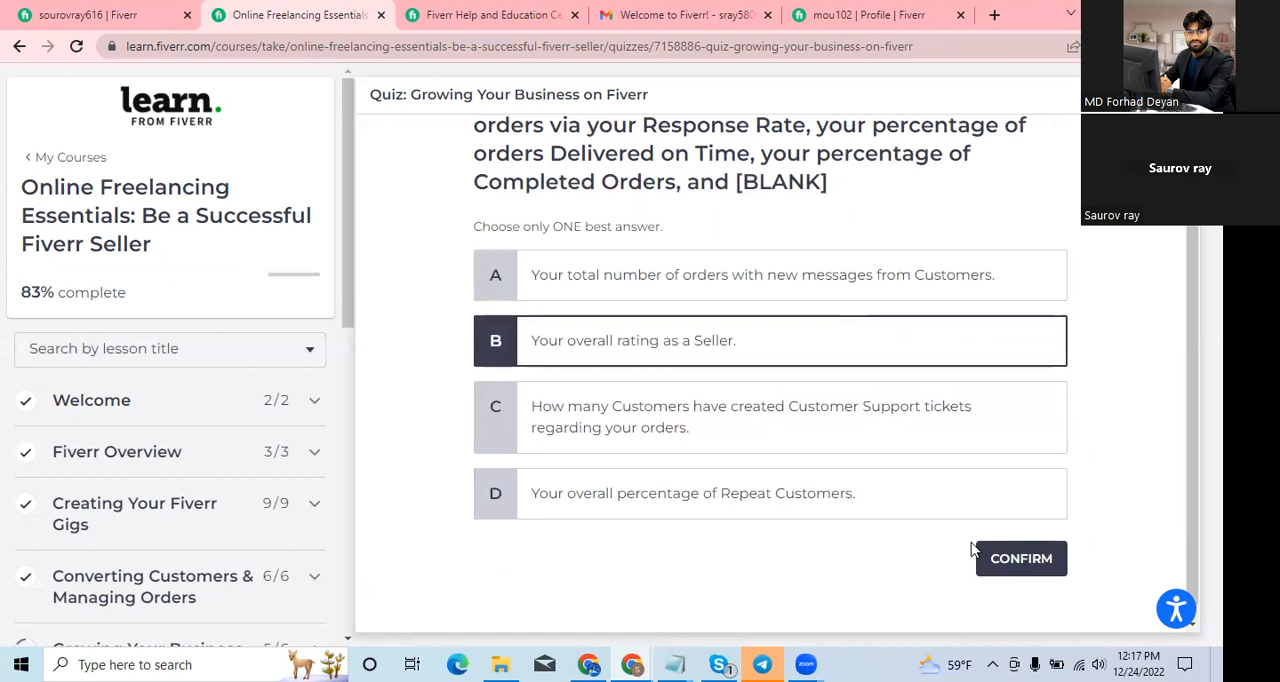 sourovray616 | Fiverr
Online Freelancing Essentials
Fiverr Help and Education Ce
Welcome to Fiverr! - sray580
mou102 | Profile | Fiverr
learn.fiverr.com/courses/take/online-freelancing-essentials-be-a-successful-fiverr-seller/quizzes/7158886-quiz-growing-your-business-on-fiverr
MD Forhad Deyan
Saurov ray
Saurov ray
learn.
FROM FIVERR
< My Courses
Online Freelancing
Essentials: Be a Successful
Fiverr Seller
83% complete
Search by lesson title
Welcome 2/2
Fiverr Overview 3/3
Creating Your Fiverr
Gigs
9/9
Converting Customers &
Managing Orders
6/6
Growing Your Business 5/6
Quiz: Growing Your Business on Fiverr
orders via your Response Rate, your percentage of
orders Delivered on Time, your percentage of
Completed Orders, and [BLANK]
Choose only ONE best answer.
A Your total number of orders with new messages from Customers.
B Your overall rating as a Seller.
C How many Customers have created Customer Support tickets
regarding your orders.
D Your overall percentage of Repeat Customers.
CONFIRM
Type here to search
zoom
59°F
12:17 PM
12/24/2022